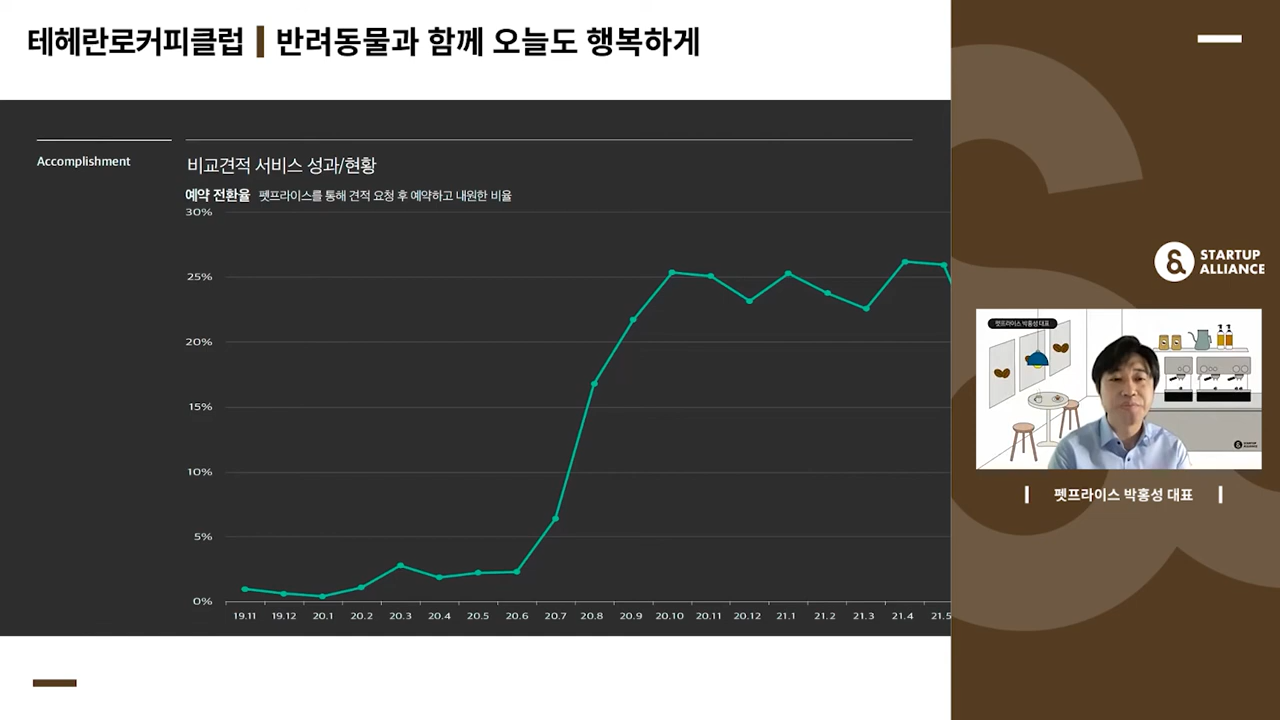 테헤란로커피클럽 | 반려동물과 함께 오늘도 행복하게
Accomplishment
비교견적 서비스 성과/현황
예약 전환율 펫프라이스를 통해 견적 요청 후 예약하고 내원한 비율
30%
25%
20%
15%
10%
5%
0%
19.11 19.12 20.1 20.2 20.3 20.4 20.5 20.6 20.7 20.8 20.9 20.10 20.11 20.12 21.1 21.2 21.3 21.4 21.5
STARTUP
ALLIANCE
펫프라이스 박홍성 대표
STARTUP
ALLIANCE
펫프라이스 박홍성 대표